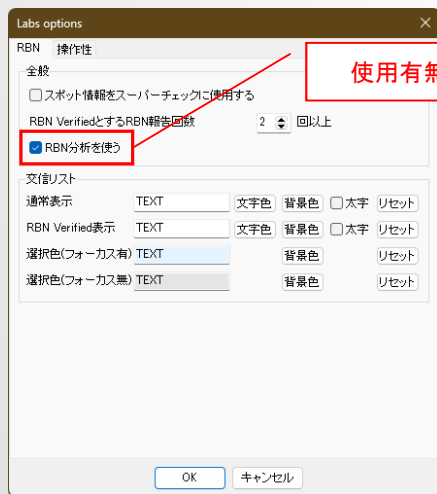 Labs options
RBN 操作性
全般
スポット情報をスーパーチェックに使用する
RBN VerifiedとするRBN報告回数 2 回以上
RBN分析を使う
使用有無
交信リスト
通常表示 TEXT 文字色 背景色 太字 リセット
RBN Verified表示 TEXT 文字色 背景色 太字 リセット
選択色(フォーカス有) TEXT 背景色 リセット
選択色(フォーカス無) TEXT 背景色 リセット
OK キャンセル